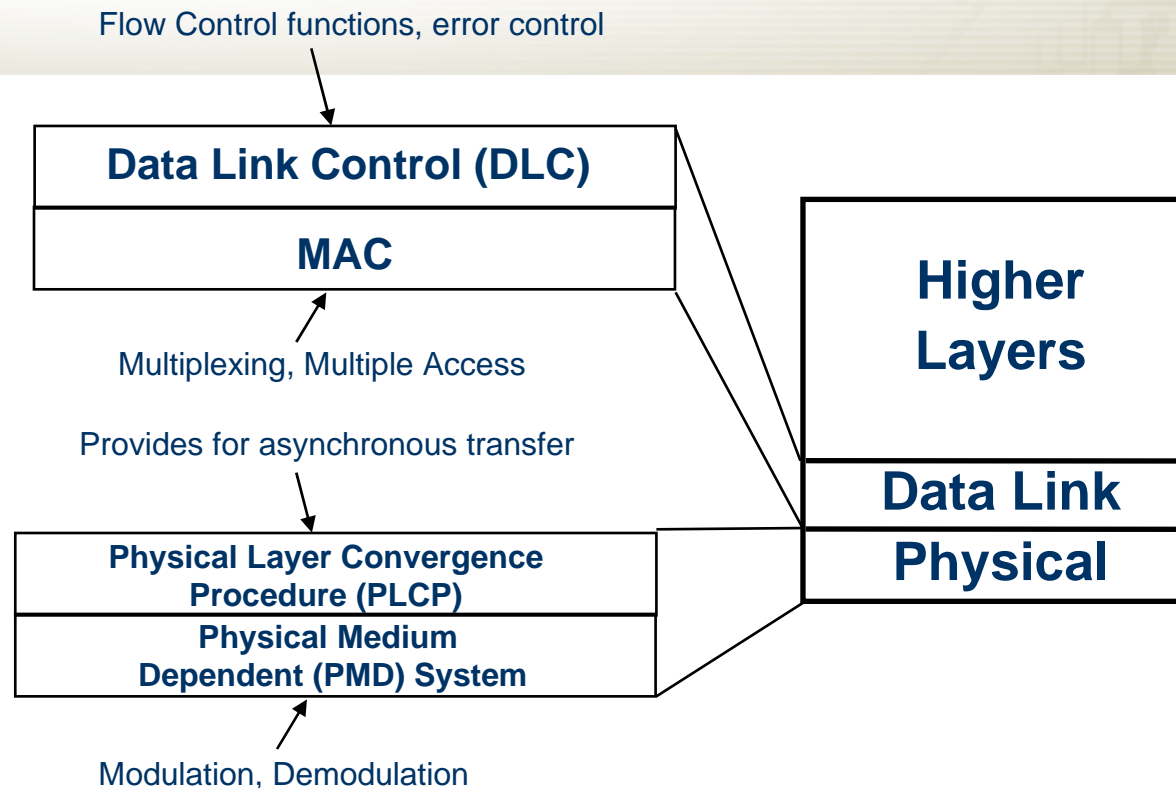 Flow Control functions, error control
Data Link Control (DLC)
MAC
Multiplexing, Multiple Access
Provides for asynchronous transfer
Physical Layer Convergence
Procedure (PLCP)
Physical Medium
Dependent (PMD) System
Modulation, Demodulation
Higher
Layers
Data Link
Physical